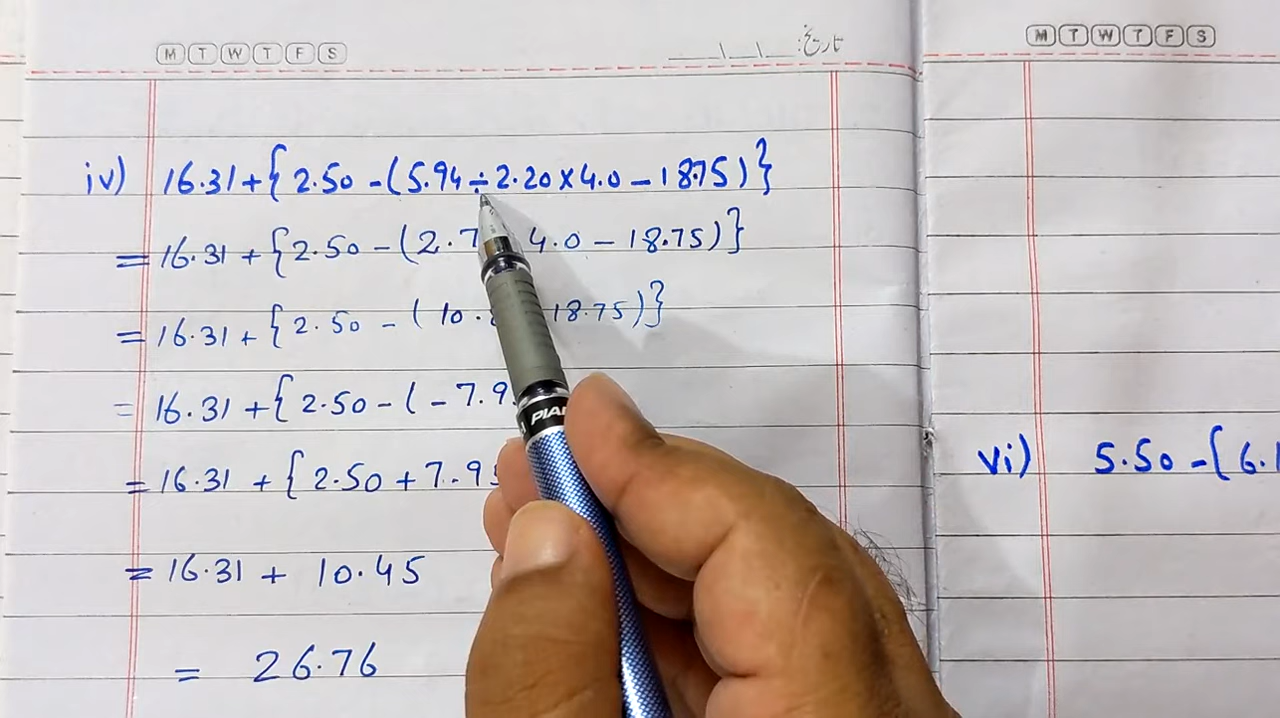 M T W T F S
تاریخ:
iv) 16.31+{2.50-(5.94÷2.20×4.0-18.75)}
=16.31+{2.50-(2.7 4.0-18.75)}
=16.31+{2.50-(10. 18.75)}
=16.31+{2.50-(-7.9
=16.31+{2.50+7.95
=16.31+10.45
= 26.76
PIA
M T W T F S
vi) 5.50-{6.1